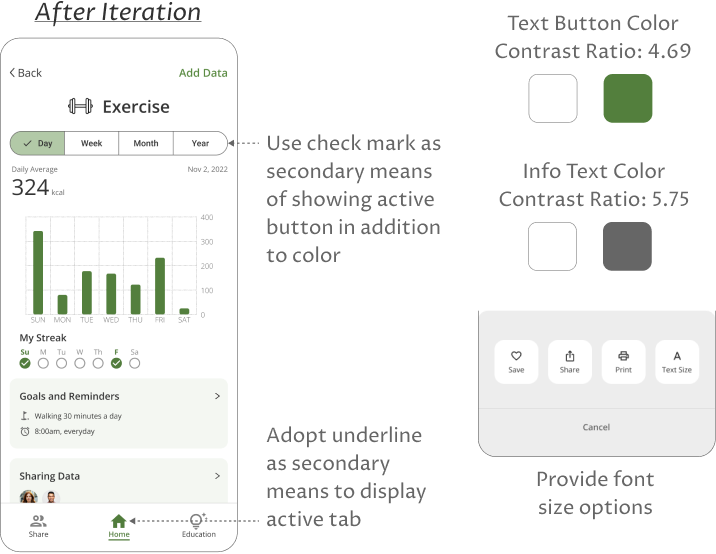 After Iteration
Back
Add Data
Exercise
Day Week Month Year
Daily Average
Nov 2, 2022
324 kcal
400
300
200
100
0
SUN MON TUE WED THU FRI SAT
My Streak
Su M Tu W Th F Sa
Goals and Reminders
Walking 30 minutes a day
8:00am, everyday
Sharing Data
Share Home Education
Use check mark as
secondary means
of showing active
button in addition
to color
Adopt underline
as secondary
means to display
active tab
Text Button Color
Contrast Ratio: 4.69
Info Text Color
Contrast Ratio: 5.75
A
Save Share Print Text Size
Cancel
Provide font
size options